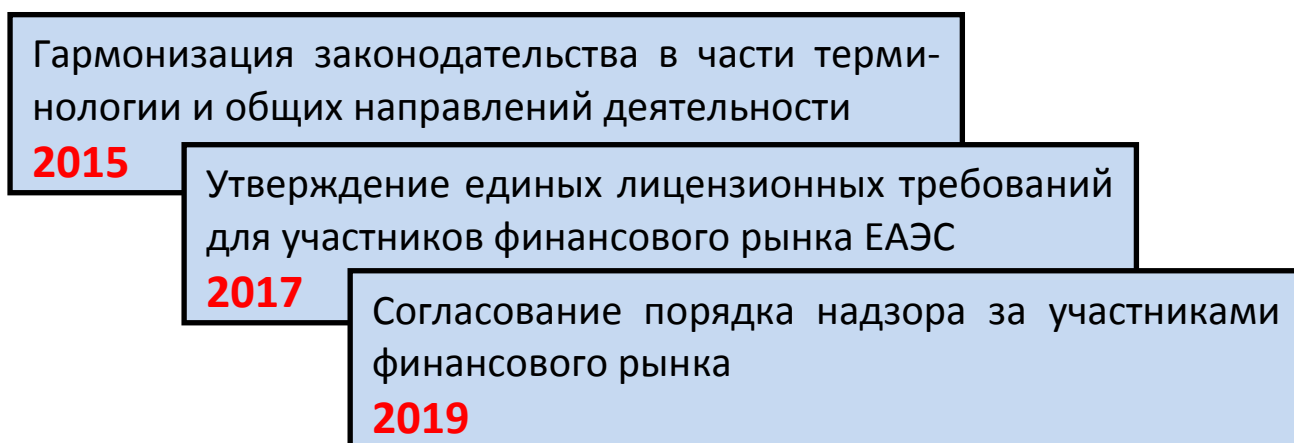 Гармонизация законодательства в части терми-
нологии и общих направлений деятельности
2015
Утверждение единых лицензионных требований
для участников финансового рынка ЕАЭС
2017
Согласование порядка надзора за участниками
финансового рынка
2019